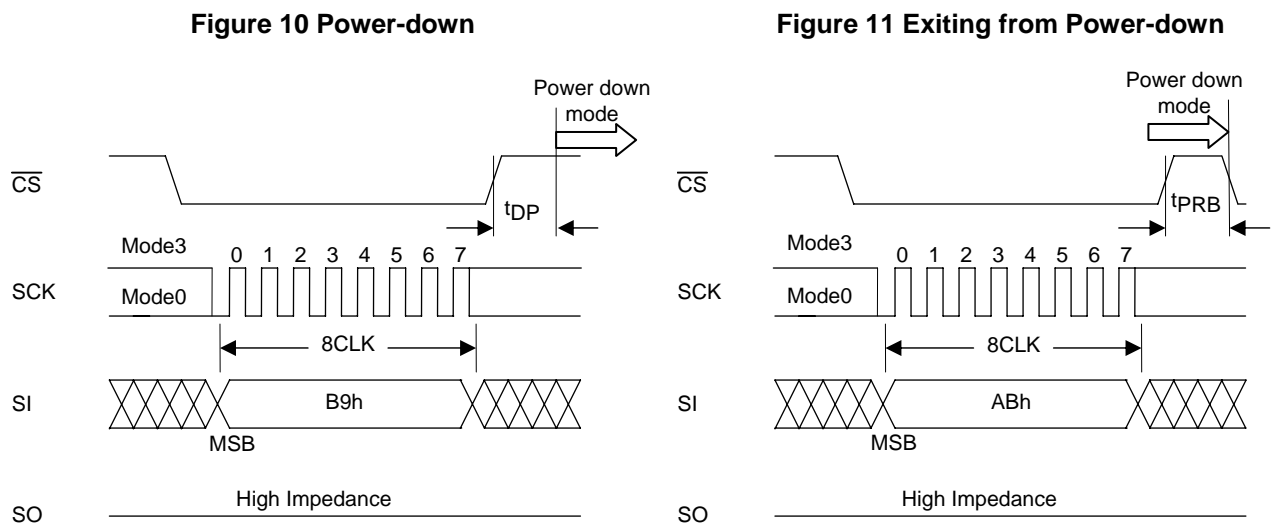 Figure 10 Power-down
Power down
mode
CS
tDP
Mode3
0 1 2 3 4 5 6 7
SCK
Mode0
8CLK
SI
B9h
MSB
High Impedance
SO
Figure 11 Exiting from Power-down
Power down
mode
CS
tPRB
Mode3
0 1 2 3 4 5 6 7
SCK
Mode0
8CLK
SI
ABh
MSB
High Impedance
SO